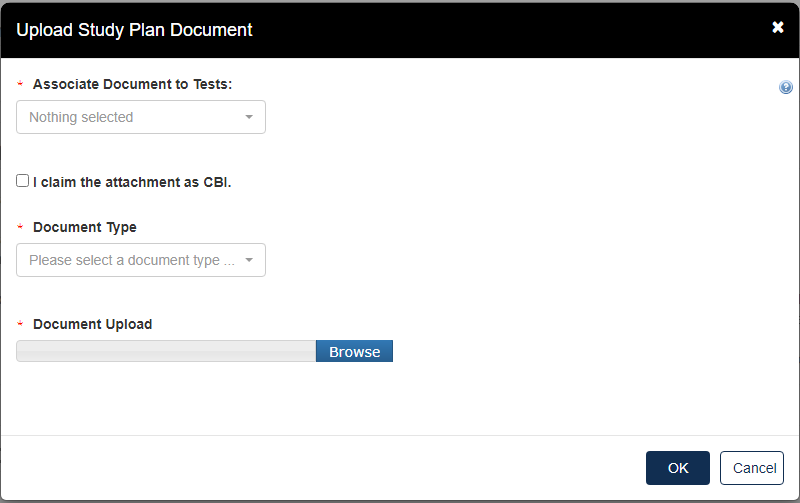 Upload Study Plan Document
* Associate Document to Tests:
Nothing selected
I claim the attachment as CBI.
* Document Type
Please select a document type ...
* Document Upload
Browse
OK Cancel